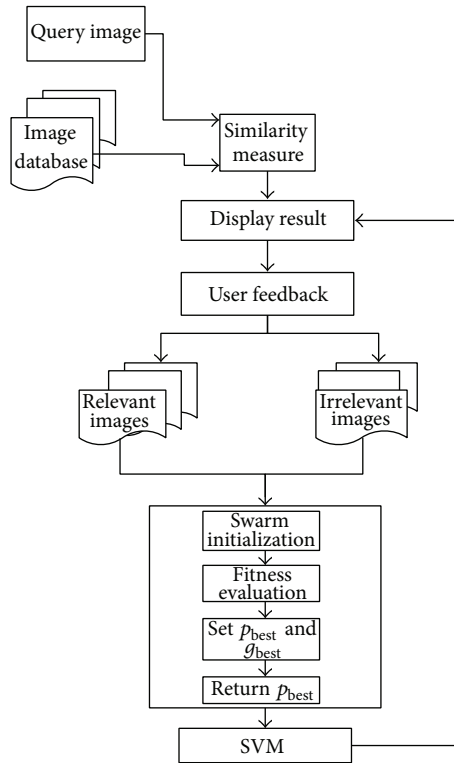 Query image
Image
database
Similarity
measure
Display result
User feedback
Relevant
images
Irrelevant
images
Swarm
initialization
Fitness
evaluation
Set p_best and
g_best
Return p_best
SVM